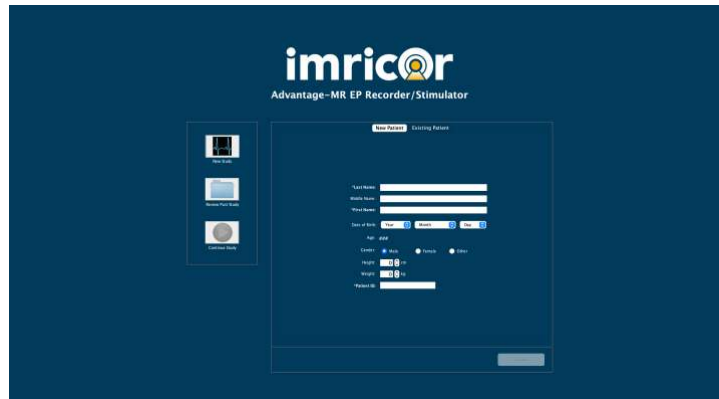 imricor
Advantage-MR EP Recorder/Stimulator
New Patient Existing Patient
New Study
Review Past Study
Continue Study
*Last Name:
Middle Name:
*First Name:
Date of Birth: Year Month Day
Age: ###
Gender: Male Female Other
Height: 0 cm
Weight: 0 kg
*Patient ID: